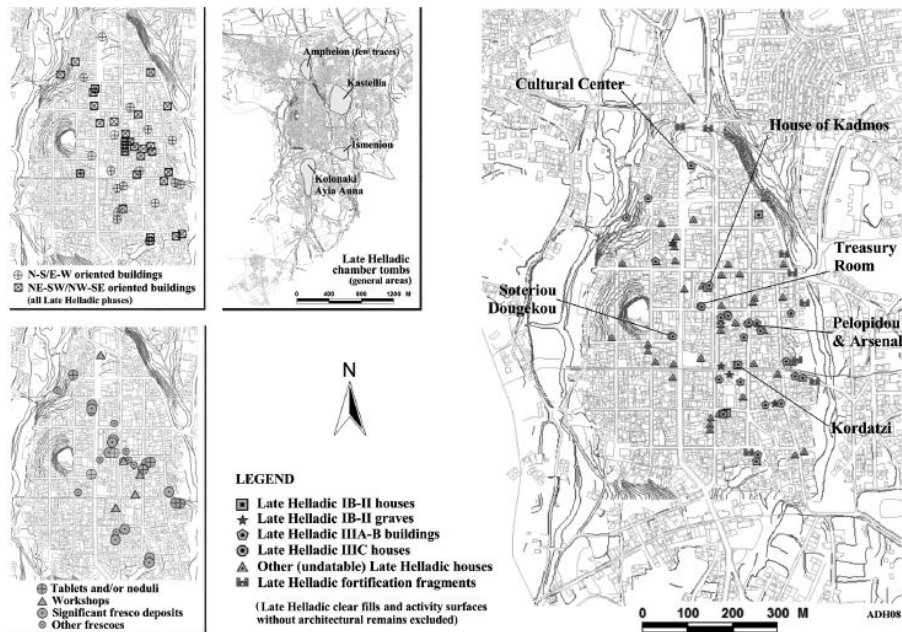 N-S/E-W oriented buildings
NE-SW/NW-SE oriented buildings
(all Late Helladic phases)
Ampheion (few traces)
Kastellia
Ismenion
Kolonaki
Ayia Anna
Late Helladic
chamber tombs
(general areas)
0 400 800 1200 M
Tablets and/or noduli
Workshops
Significant fresco deposits
Other frescoes
N
LEGEND
Late Helladic IB-II houses
Late Helladic IB-II graves
Late Helladic IIIA-B buildings
Late Helladic IIIC houses
Other (undatable) Late Helladic houses
Late Helladic fortification fragments
(Late Helladic clear fills and activity surfaces
without architectural remains excluded)
Cultural Center
House of Kadmos
Treasury
Room
Soteriou
Dougekou
Pelopidou
& Arsenal
Kordatzi
0 100 200 300 M
ADH08